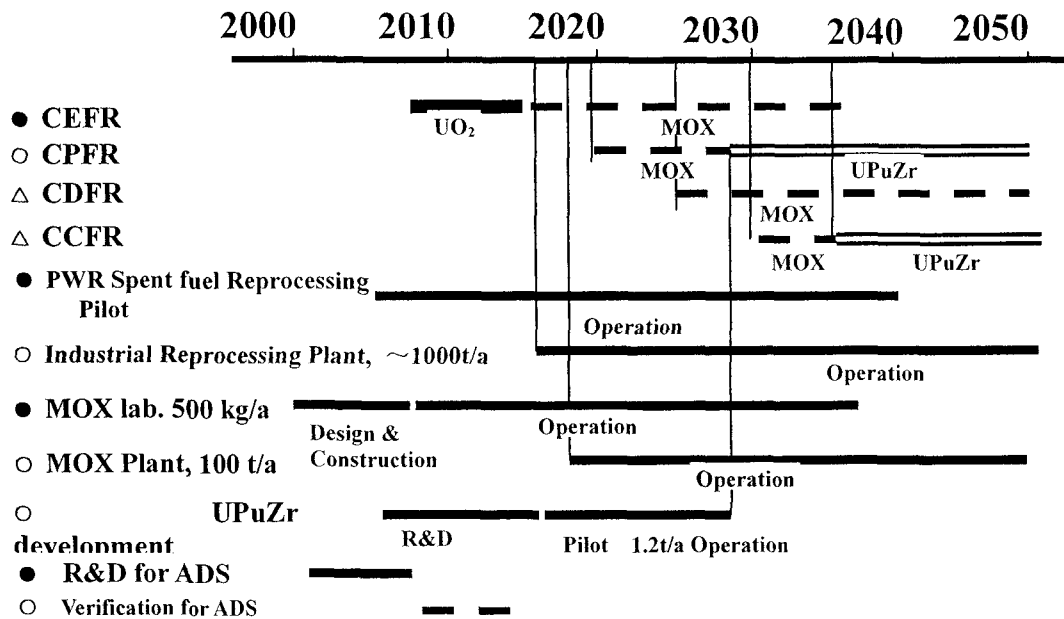 2000 2010 2020 2030 2040 2050
● CEFR
UO₂
MOX
○ CPFR
MOX
UPuZr
△ CDFR
MOX
△ CCFR
MOX
UPuZr
● PWR Spent fuel Reprocessing
Pilot
Operation
○ Industrial Reprocessing Plant, ~1000t/a
Operation
● MOX lab. 500 kg/a
Design &
Construction
Operation
○ MOX Plant, 100 t/a
Operation
○ UPuZr
development
R&D
Pilot 1.2t/a Operation
● R&D for ADS
○ Verification for ADS